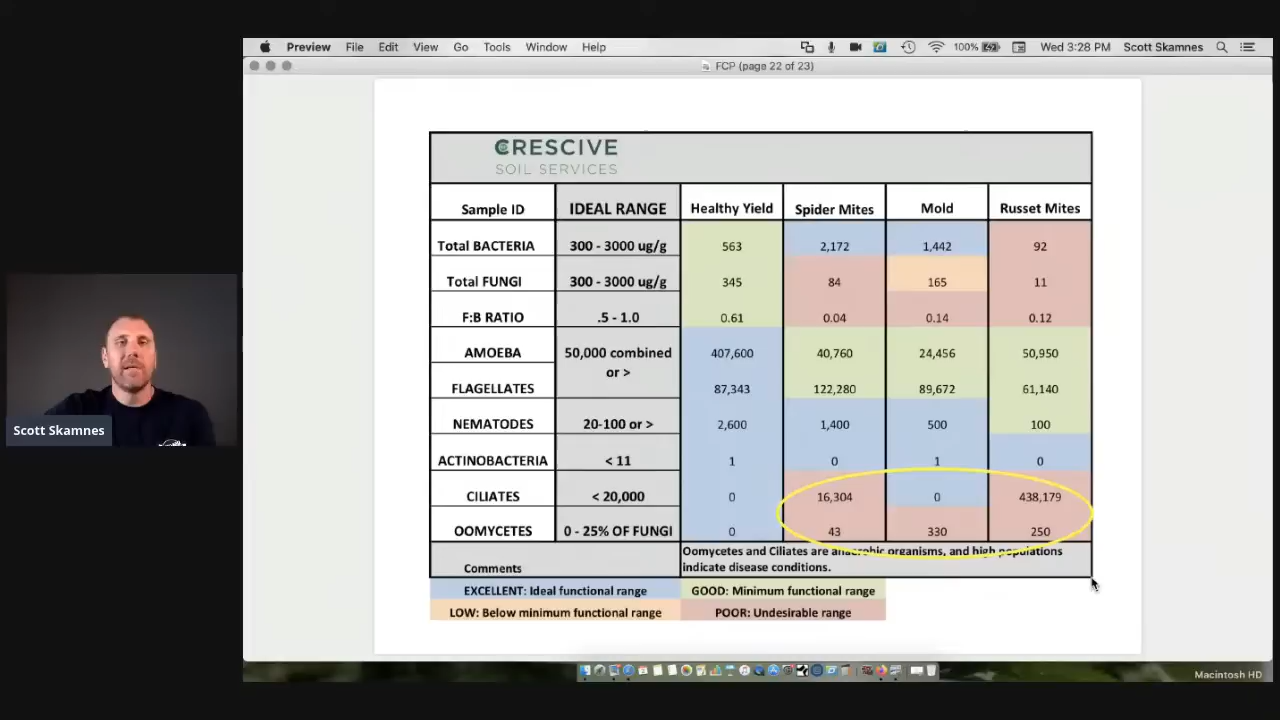 Preview File Edit View Go Tools Window Help 100% Wed 3:28 PM Scott Skamnes
FCP (page 22 of 23)
CRESCIVE
SOIL SERVICES
Sample ID IDEAL RANGE Healthy Yield Spider Mites Mold Russet Mites
Total BACTERIA 300 - 3000 ug/g 563 2,172 1,442 92
Total FUNGI 300 - 3000 ug/g 345 84 165 11
F:B RATIO .5 - 1.0 0.61 0.04 0.14 0.12
AMOEBA 50,000 combined 407,600 40,760 24,456 50,950
or >
FLAGELLATES 87,343 122,280 89,672 61,140
NEMATODES 20-100 or > 2,600 1,400 500 100
ACTINOBACTERIA < 11 1 0 1 0
CILIATES < 20,000 0 16,304 0 438,179
OOMYCETES 0 - 25% OF FUNGI 0 43 330 250
Comments
Oomycetes and Ciliates are anaerobic organisms, and high populations
indicate disease conditions.
EXCELLENT: Ideal functional range GOOD: Minimum functional range
LOW: Below minimum functional range POOR: Undesirable range
Scott Skamnes
Macintosh HD